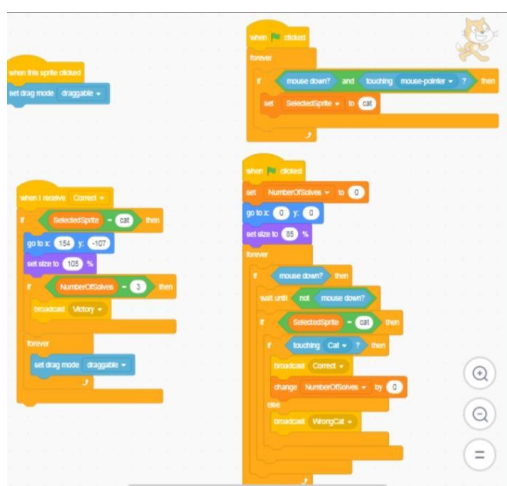 when this sprite clicked
set drag mode draggable
when clicked
forever
if mouse down? and touching mouse-pointer ? then
set SelectedSprite to cat
when I receive Correct
if SelectedSprite = cat then
go to x: 154 y: -107
set size to 105 %
if NumberOfSolves = 3 then
broadcast Victory
forever
set drag mode draggable
when clicked
set NumberOfSolves to 0
go to x: 0 y: 0
set size to 85 %
forever
if mouse down? then
wait until not mouse down?
if SelectedSprite = cat then
if touching Cat ? then
broadcast Correct
change NumberOfSolves by 0
else
broadcast WrongCat